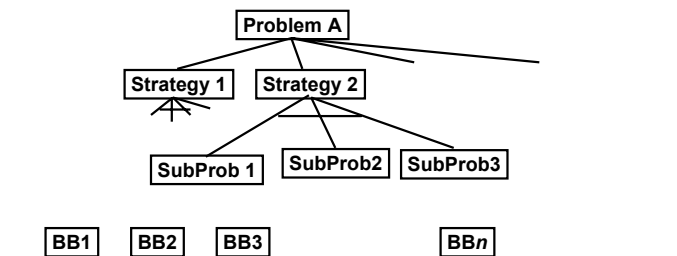 Problem A
Strategy 1 Strategy 2
SubProb 1 SubProb2 SubProb3
BB1 BB2 BB3 BBn